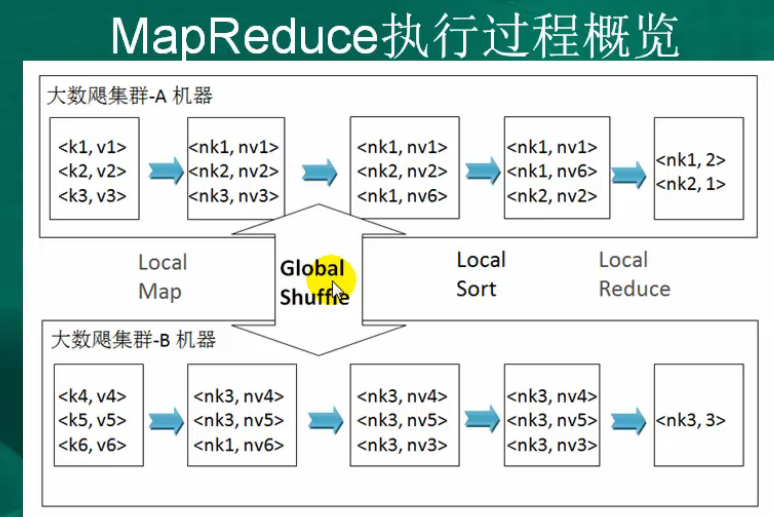 MapReduce执行过程概览
大数飓集群-A 机器
<k1, v1>
<k2, v2>
<k3, v3>
<nk1, nv1>
<nk2, nv2>
<nk3, nv3>
<nk1, nv1>
<nk2, nv2>
<nk1, nv6>
<nk1, nv1>
<nk1, nv6>
<nk2, nv2>
<nk1, 2>
<nk2, 1>
Local
Map
Global
Shuffle
Local
Sort
Local
Reduce
大数飓集群-B 机器
<k4, v4>
<k5, v5>
<k6, v6>
<nk3, nv4>
<nk3, nv5>
<nk1, nv6>
<nk3, nv4>
<nk3, nv5>
<nk3, nv3>
<nk3, nv4>
<nk3, nv5>
<nk3, nv3>
<nk3, 3>